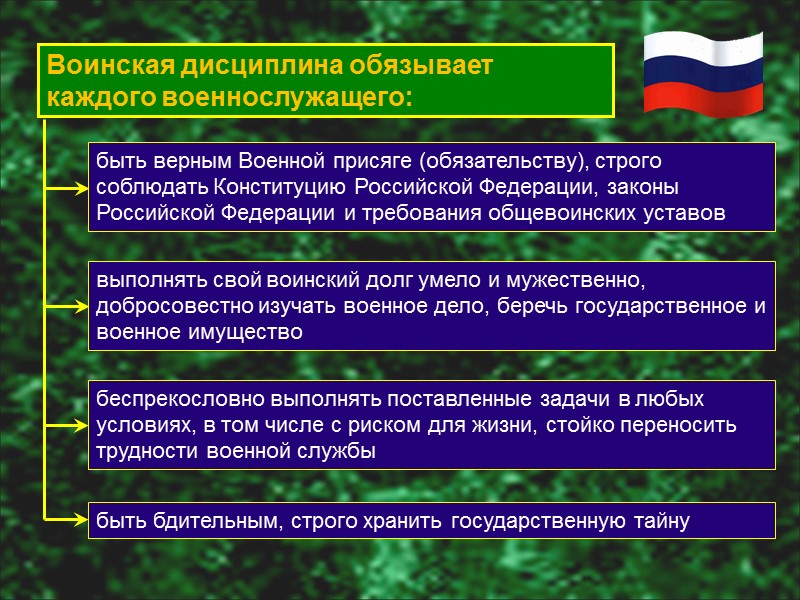 Воинская дисциплина обязывает
каждого военнослужащего:
быть верным Военной присяге (обязательству), строго
соблюдать Конституцию Российской Федерации, законы
Российской Федерации и требования общевоинских уставов
выполнять свой воинский долг умело и мужественно,
добросовестно изучать военное дело, беречь государственное и
военное имущество
беспрекословно выполнять поставленные задачи в любых
условиях, в том числе с риском для жизни, стойко переносить
трудности военной службы
быть бдительным, строго хранить государственную тайну